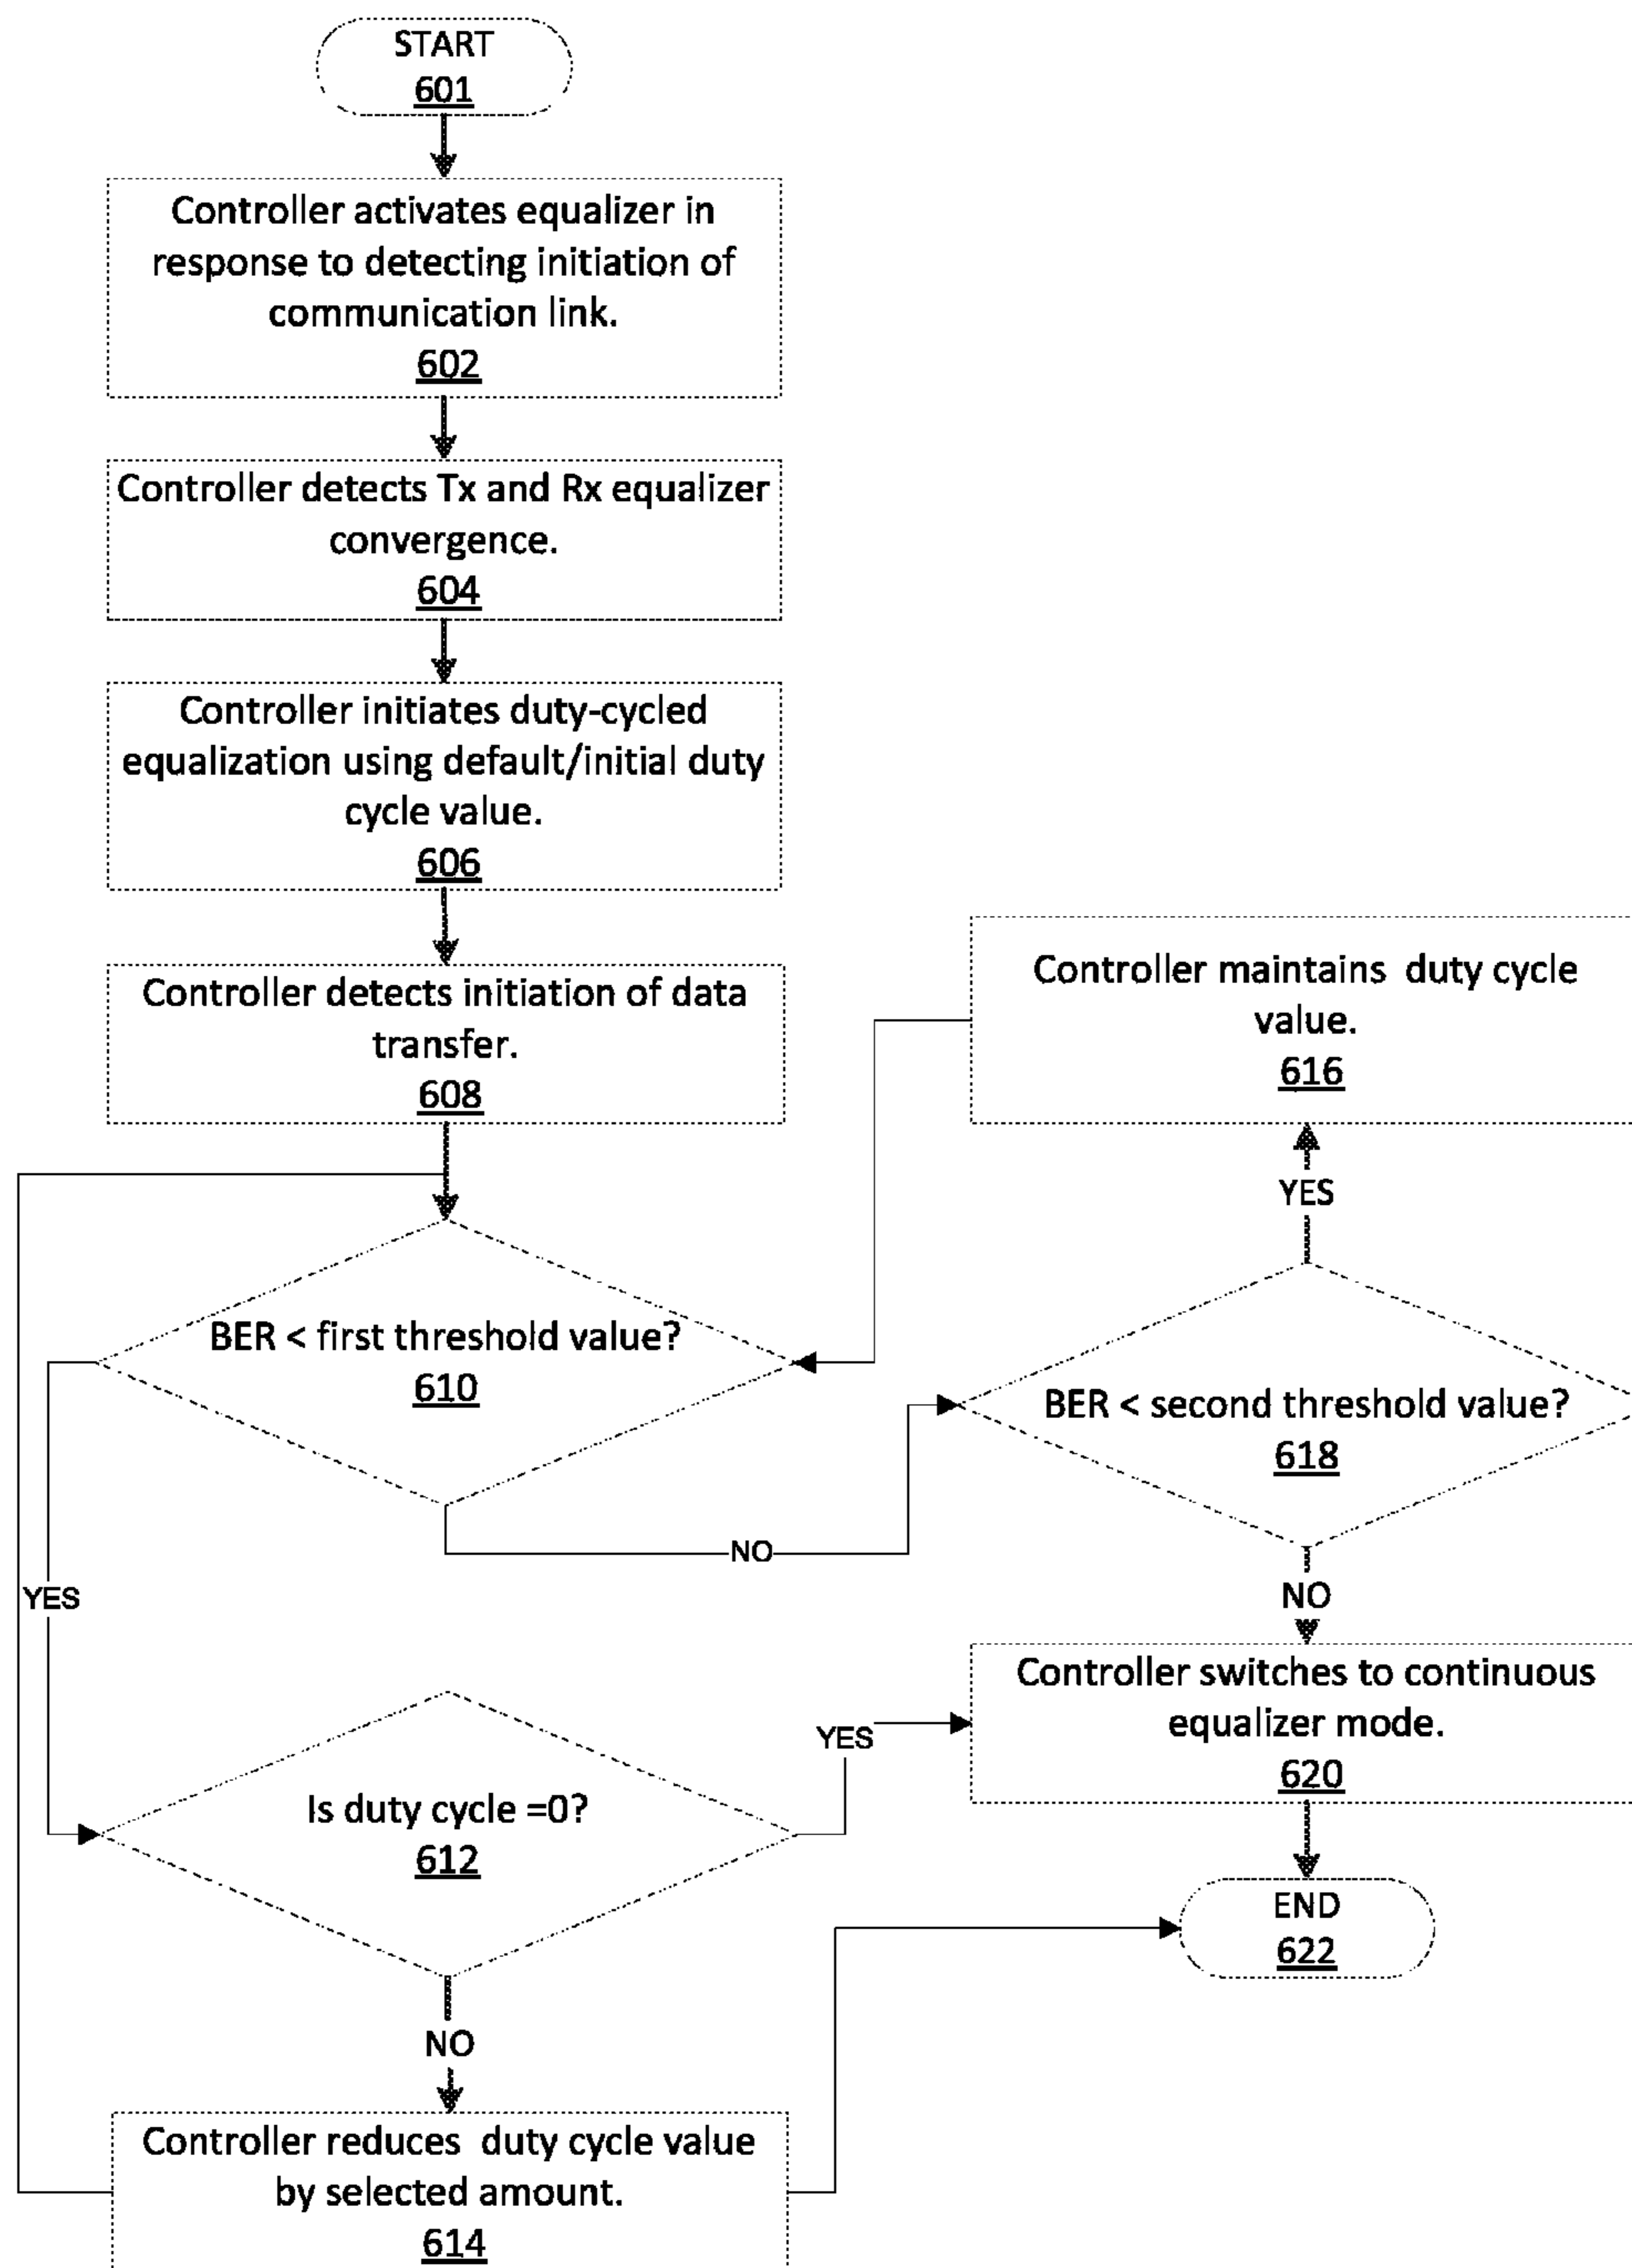 START
601
Controller activates equalizer in
response to detecting initiation of
communication link.
602
Controller detects Tx and Rx equalizer
convergence.
604
Controller initiates duty-cycled
equalization using default/initial duty
cycle value.
606
Controller detects initiation of data
transfer.
608
Controller maintains duty cycle
value.
616
YES
BER < first threshold value?
610
BER < second threshold value?
618
NO
YES
NO
Controller switches to continuous
equalizer mode.
620
YES
Is duty cycle =0?
612
END
622
NO
Controller reduces duty cycle value
by selected amount.
614